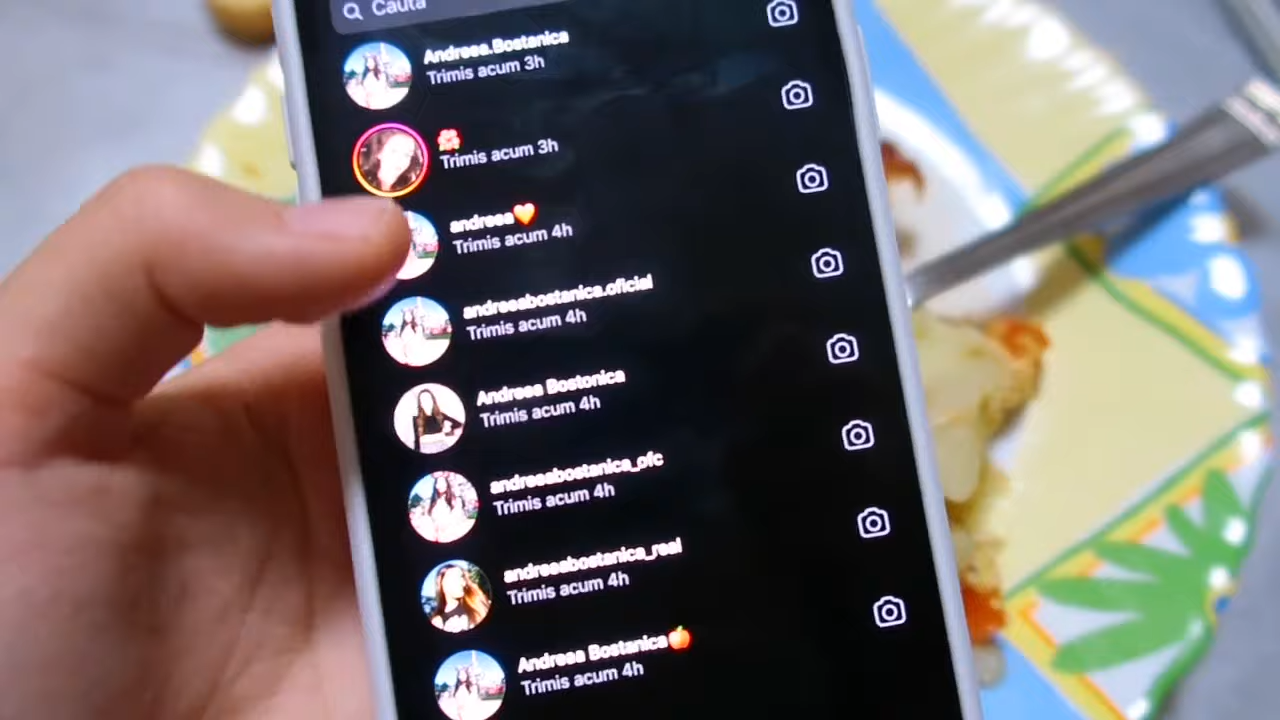 Caută
Andreea.Bostanica
Trimis acum 3h
Trimis acum 3h
andreea🧡
Trimis acum 4h
andreeabostanica.oficial
Trimis acum 4h
Andreea Bostonica
Trimis acum 4h
andreeabostanica_ofc
Trimis acum 4h
andreeabostanica_real
Trimis acum 4h
Andreea Bostanica🍎
Trimis acum 4h